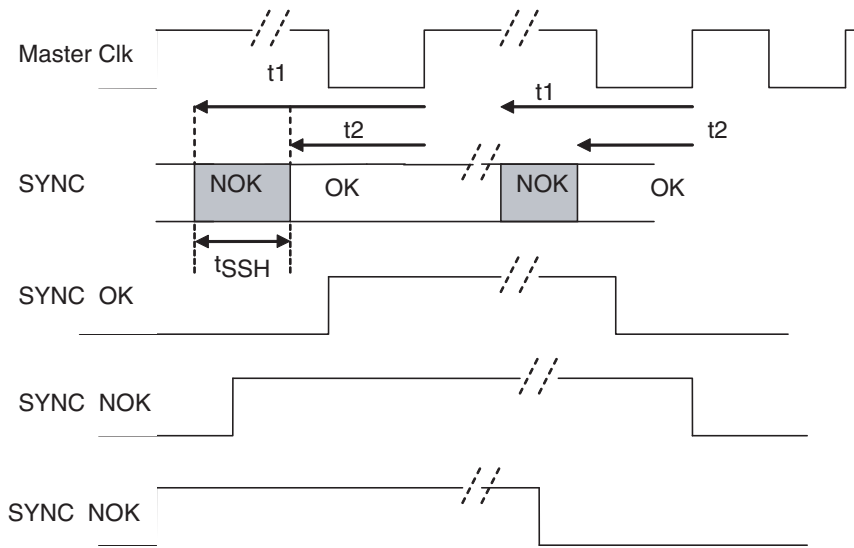 Master Clk
t1
t1
t2
t2
SYNC
NOK
OK
NOK
OK
tSSH
SYNC OK
SYNC NOK
SYNC NOK